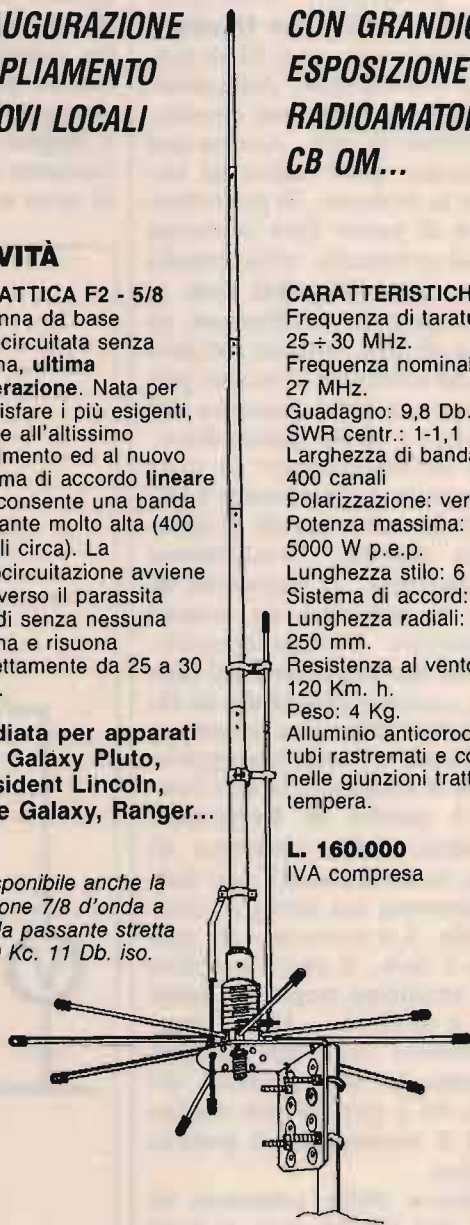 AUGURAZIONE
PLIAMENTO
OVI LOCALI
VITÀ
ATTICA F2 - 5/8
nna da base
circuitata senza
na, ultima
erazione. Nata per
isfare i più esigenti,
e all'altissimo
imento ed al nuovo
ma di accordo lineare
consente una banda
ante molto alta (400
li circa). La
circuitazione avviene
verso il parassita
di senza nessuna
na e risuona
ettamente da 25 a 30
.
diata per apparati
Galaxy Pluto,
sident Lincoln,
e Galaxy, Ranger...
sponibile anche la
one 7/8 d'onda a
da passante stretta
0 Kc. 11 Db. iso.
CON GRANDIO
ESPOSIZIONE
RADIOAMATOR
CB OM...
CARATTERISTICH
Frequenza di taratu
25÷30 MHz.
Frequenza nominal
27 MHz.
Guadagno: 9,8 Db.
SWR centr.: 1-1,1
Larghezza di banda
400 canali
Polarizzazione: ver
Potenza massima:
5000 W p.e.p.
Lunghezza stilo: 6
Sistema di accord:
Lunghezza radiali:
250 mm.
Resistenza al vento
120 Km. h.
Peso: 4 Kg.
Alluminio anticorod
tubi rastremati e co
nelle giunzioni tratt
tempera.
L. 160.000
IVA compresa